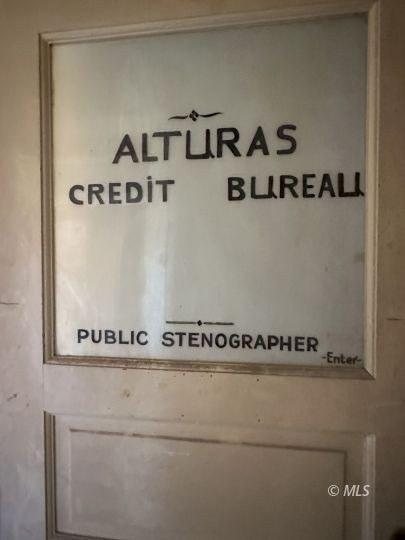 ALTURAS
CREDIT BUREAU
PUBLIC STENOGRAPHER
-Enter-
© MLS